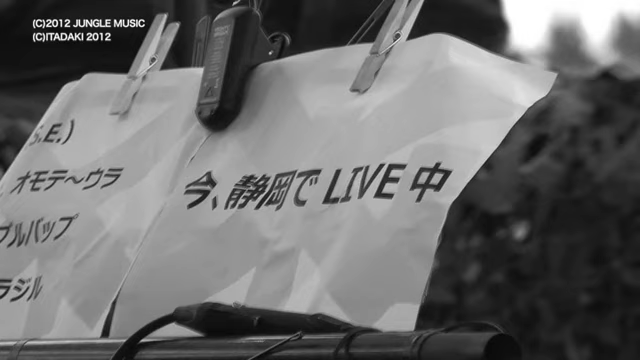 (C)2012 JUNGLE MUSIC
(C)ITADAKI 2012
S.E.)
オモテ〜ウラ
ブルバップ
ラジル
今、静岡でLIVE中